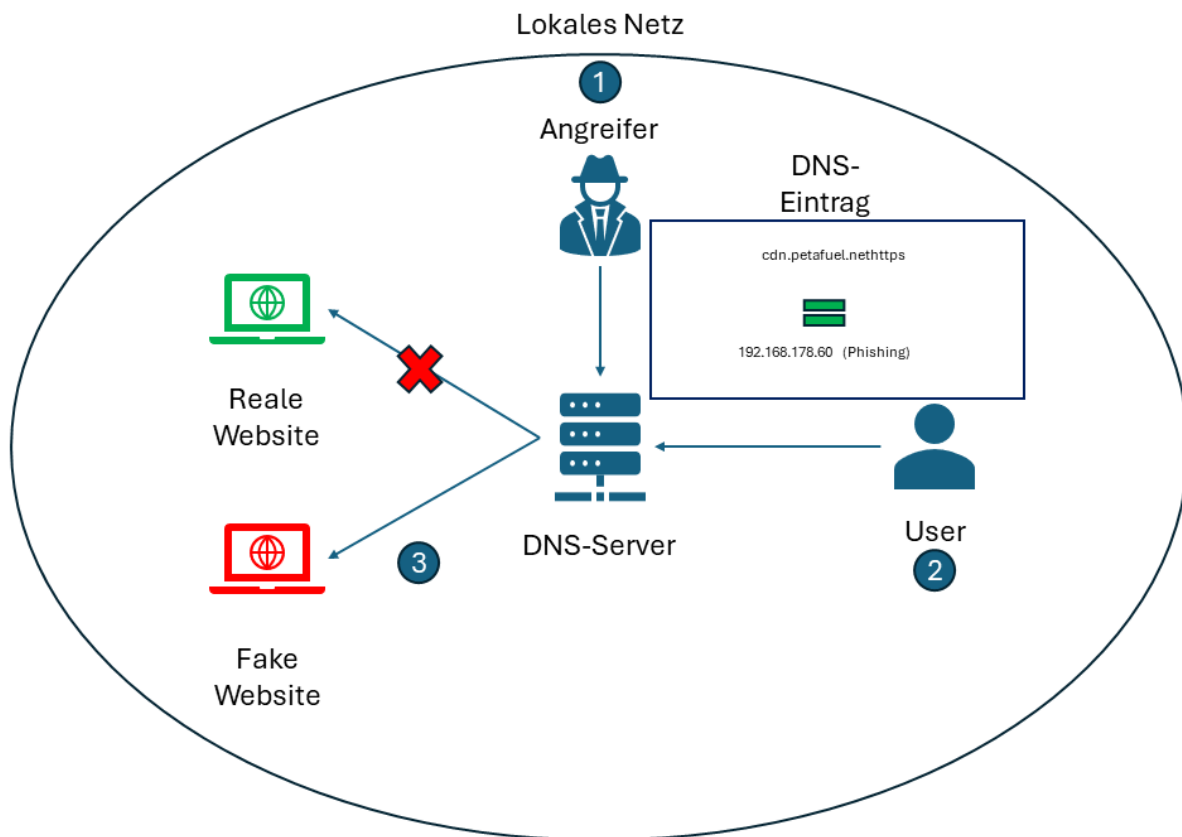 Lokales Netz
1
Angreifer
DNS-
Eintrag
cdn.petafuel.nethttps
192.168.178.60 (Phishing)
Reale
Website
DNS-Server
User
2
3
Fake
Website